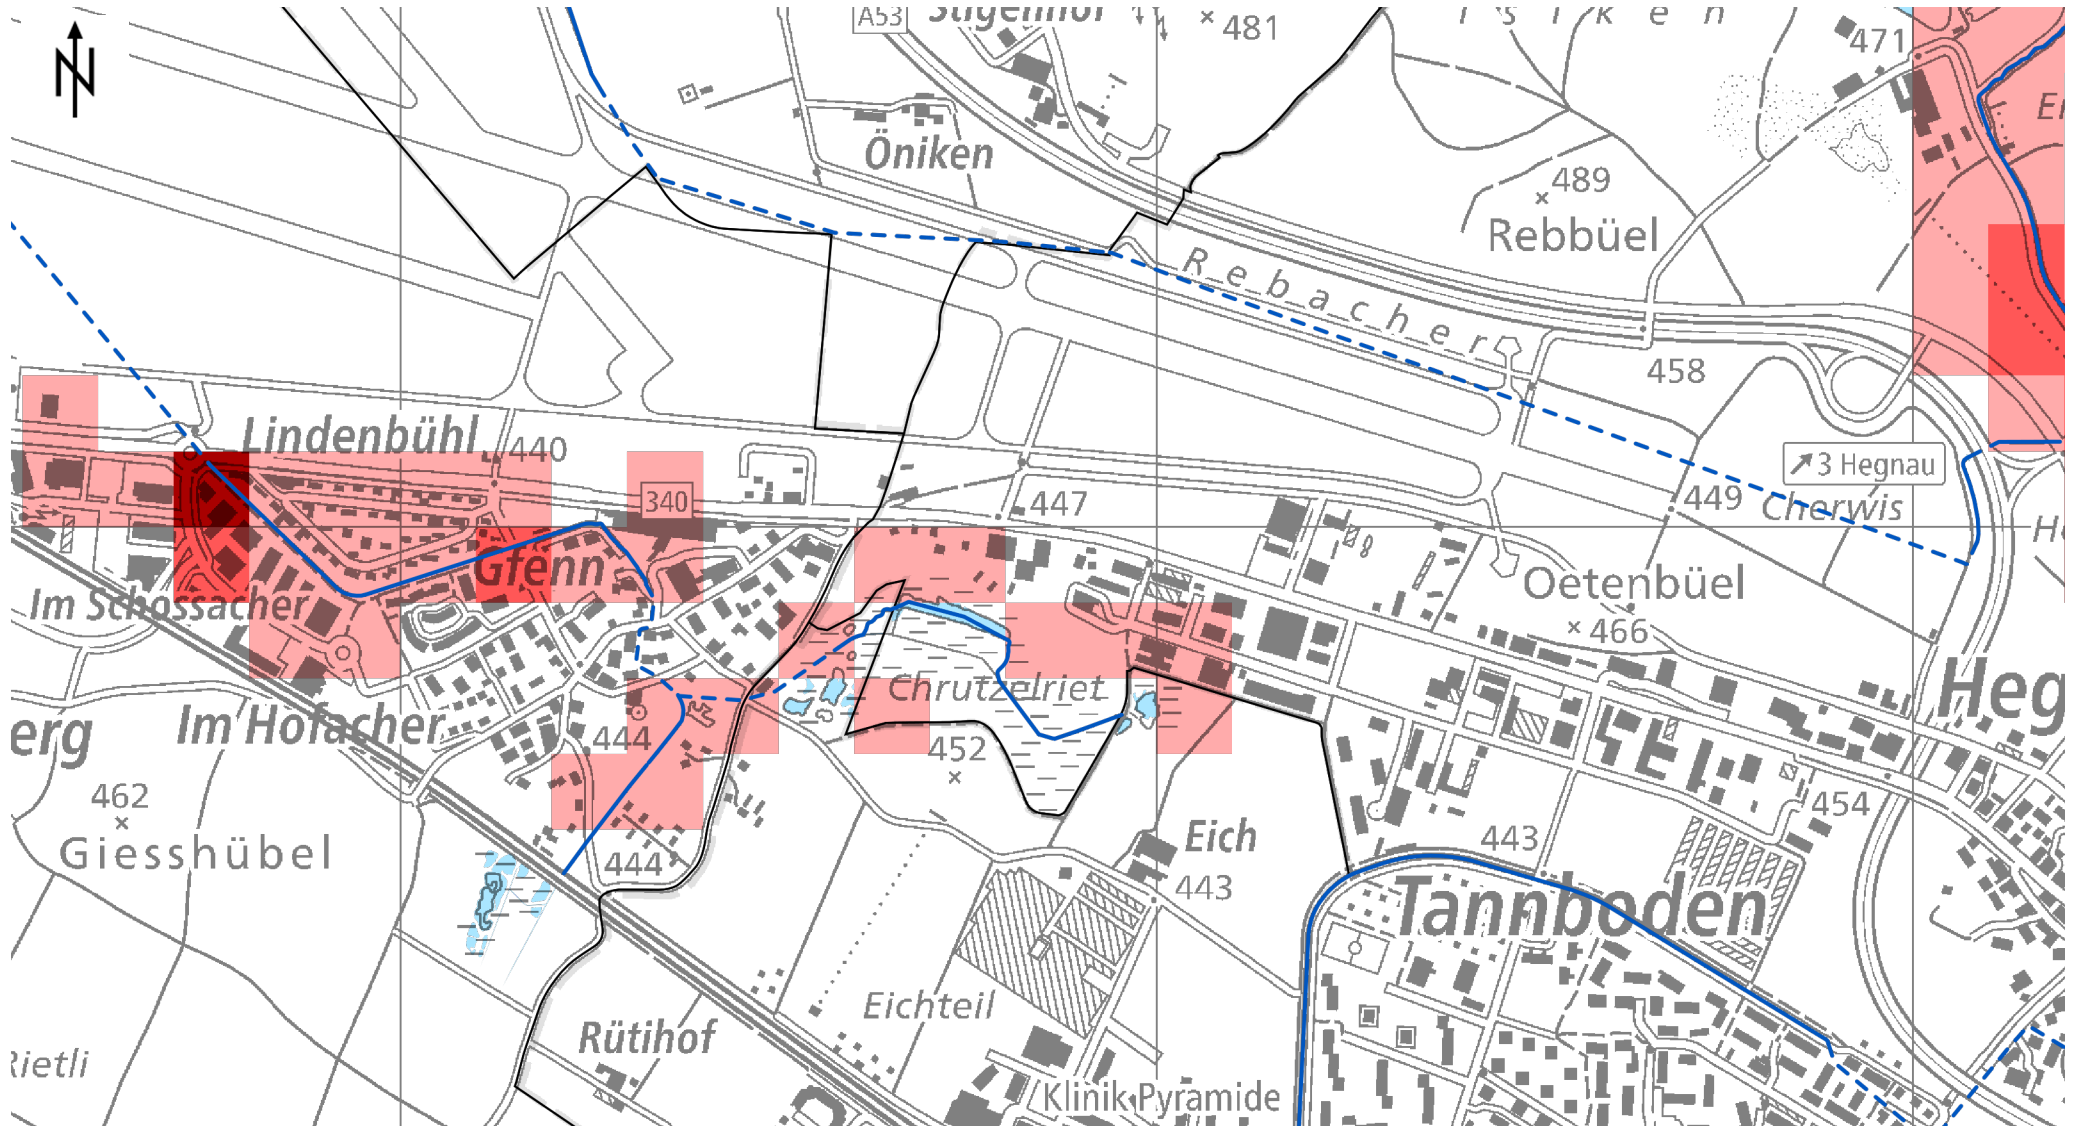 N
A53
481
471
Öniken
489
Rebbüel
Rebacher
458
Lindenbühl
440
3 Hegnau
340
447
449
Cherwis
Gfenn
Oetenbüel
Im Schossacher
466
Chrutzelriet
Heg
erg
Im Hofacher
444
452
462
454
Giesshübel
Eich
443
444
443
Tannboden
Eichteil
Rütihof
Rietli
Klinik Pyramide